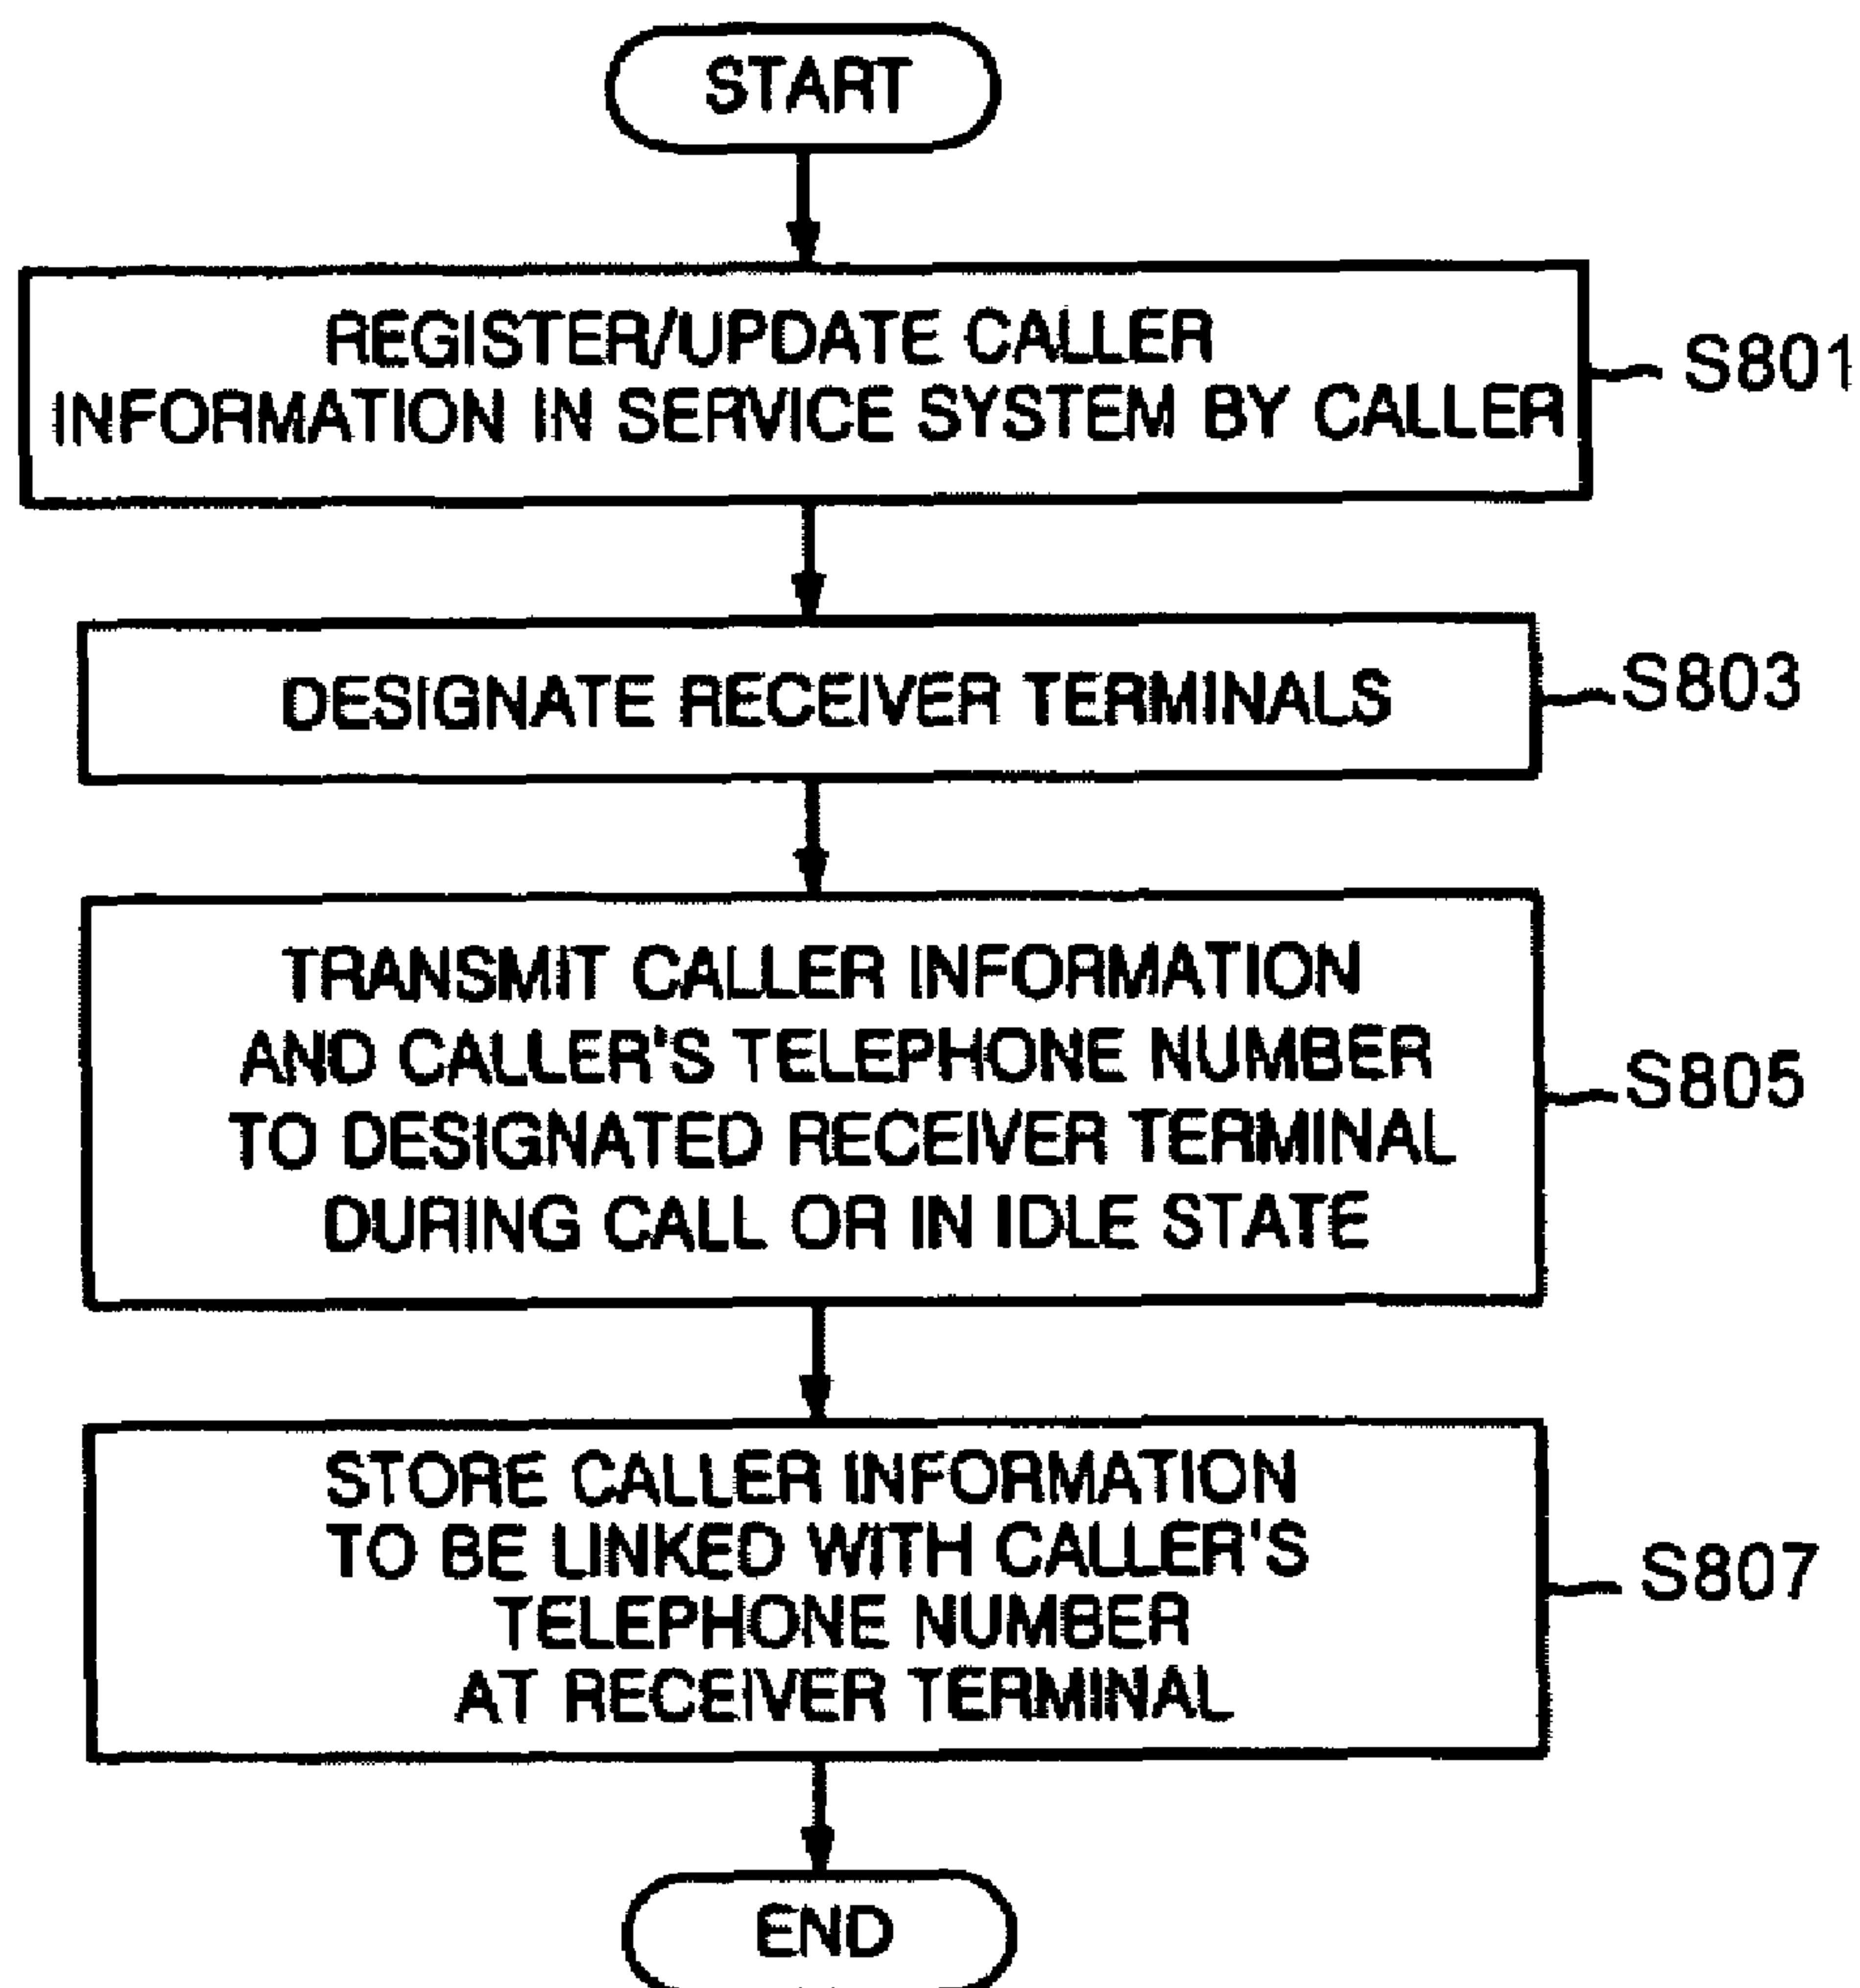 START
REGISTER/UPDATE CALLER
INFORMATION IN SERVICE SYSTEM BY CALLER
S801
DESIGNATE RECEIVER TERMINALS
S803
TRANSMIT CALLER INFORMATION
AND CALLER'S TELEPHONE NUMBER
TO DESIGNATED RECEIVER TERMINAL
DURING CALL OR IN IDLE STATE
S805
STORE CALLER INFORMATION
TO BE LINKED WITH CALLER'S
TELEPHONE NUMBER
AT RECEIVER TERMINAL
S807
END